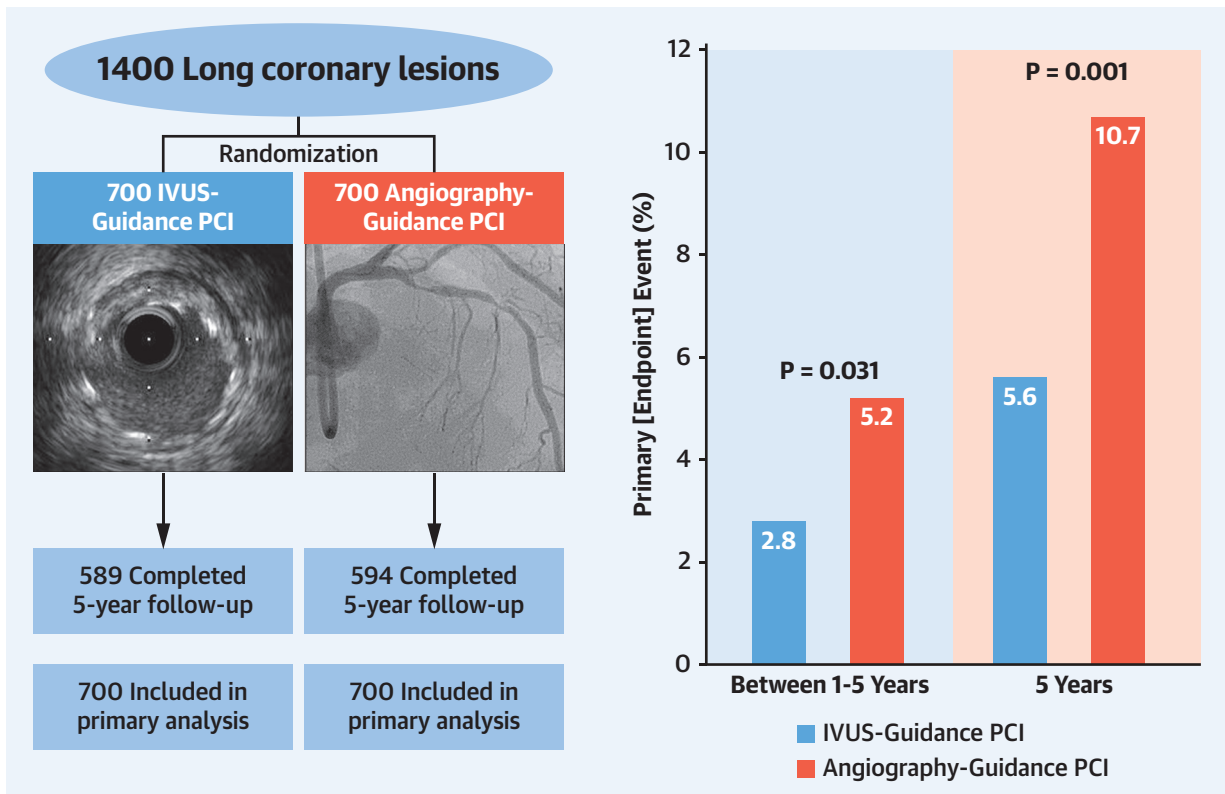 1400 Long coronary lesions
Randomization
700 IVUS-
Guidance PCI
700 Angiography-
Guidance PCI
589 Completed
5-year follow-up
594 Completed
5-year follow-up
700 Included in
primary analysis
700 Included in
primary analysis
Primary [Endpoint] Event (%)
12
10
8
6
4
2
0
P = 0.031
P = 0.001
2.8
5.2
5.6
10.7
Between 1-5 Years
5 Years
IVUS-Guidance PCI
Angiography-Guidance PCI